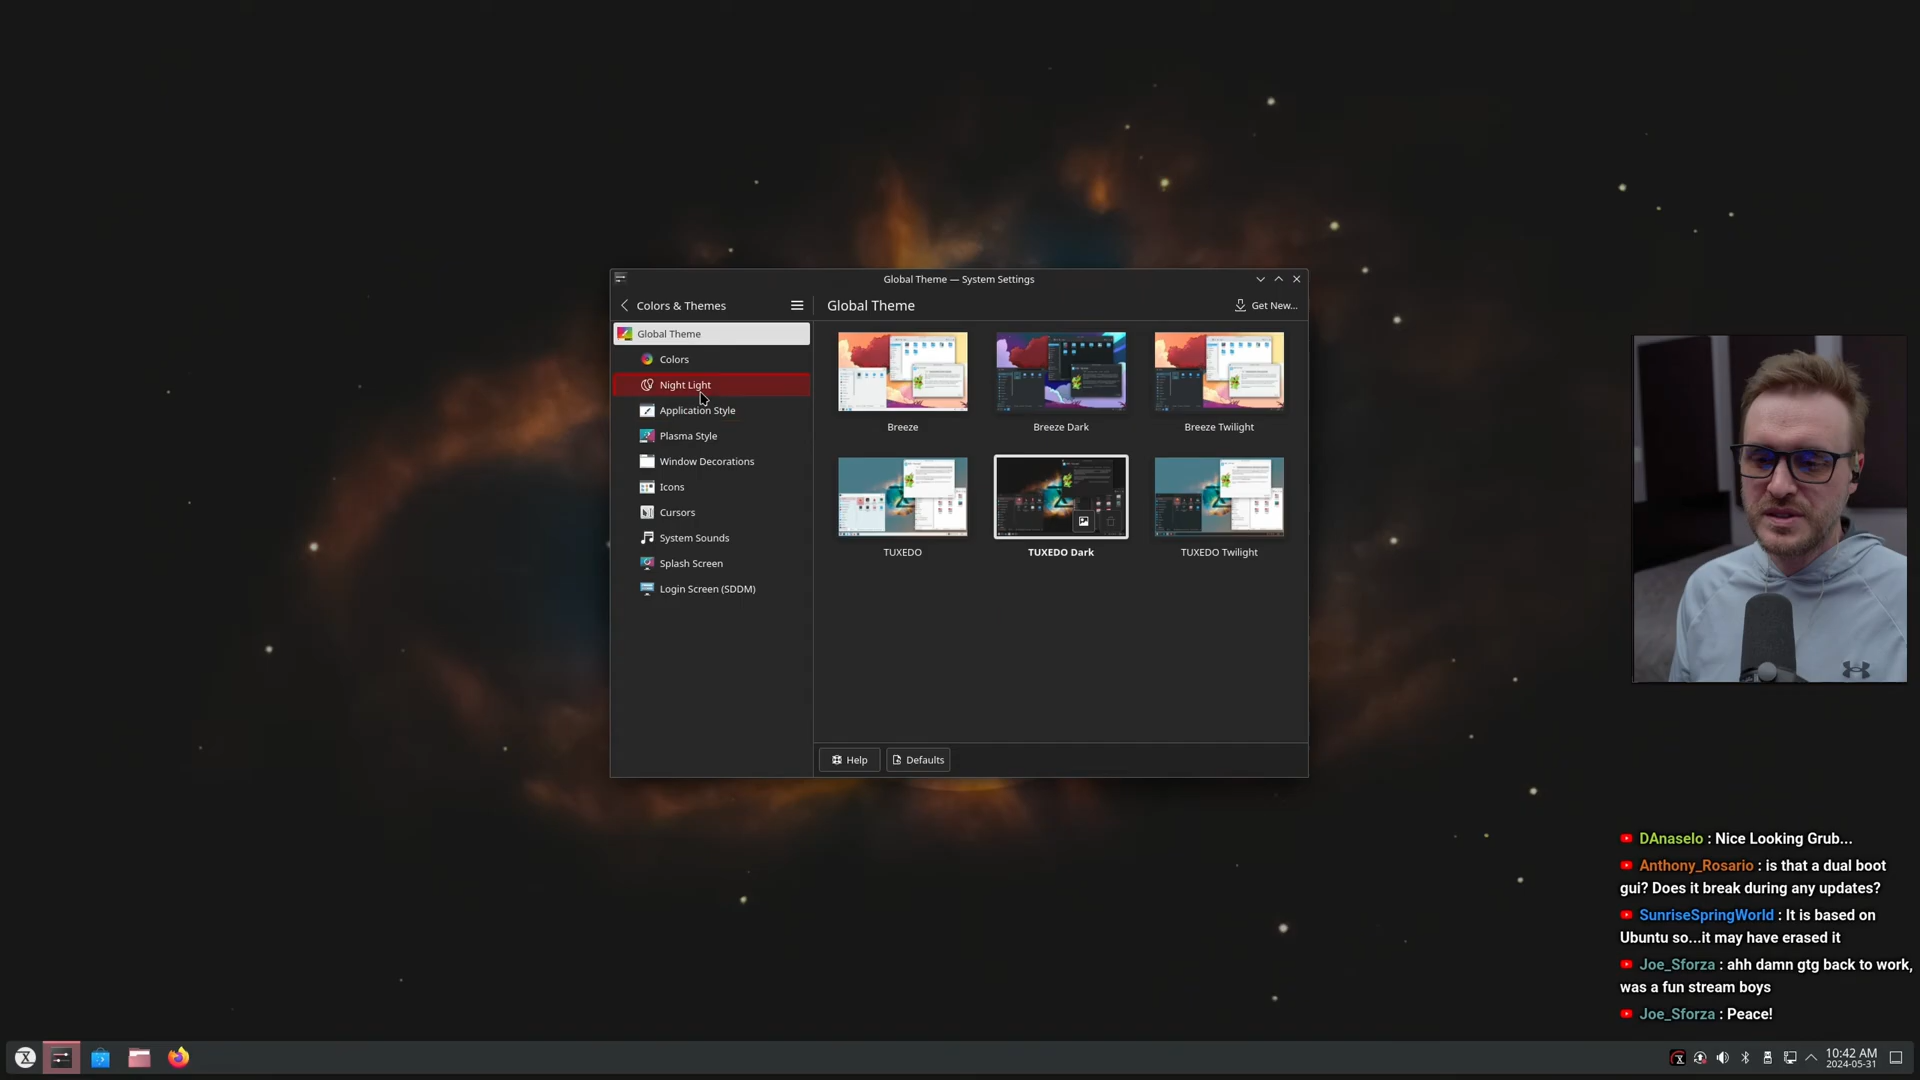 Global Theme — System Settings
Colors & Themes
Global Theme
Get New...
Global Theme
Colors
Night Light
Application Style
Plasma Style
Window Decorations
Icons
Cursors
System Sounds
Splash Screen
Login Screen (SDDM)
Breeze
Breeze Dark
Breeze Twilight
TUXEDO
TUXEDO Dark
TUXEDO Twilight
Help
Defaults
DAnaselo : Nice Looking Grub...
Anthony_Rosario : is that a dual boot
gui? Does it break during any updates?
SunriseSpringWorld : It is based on
Ubuntu so...it may have erased it
Joe_Sforza : ahh damn gtg back to work,
was a fun stream boys
Joe_Sforza : Peace!
10:42 AM
2024-05-31